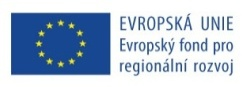 EVROPSKÁ UNIE
Evropský fond pro
regionální rozvoj